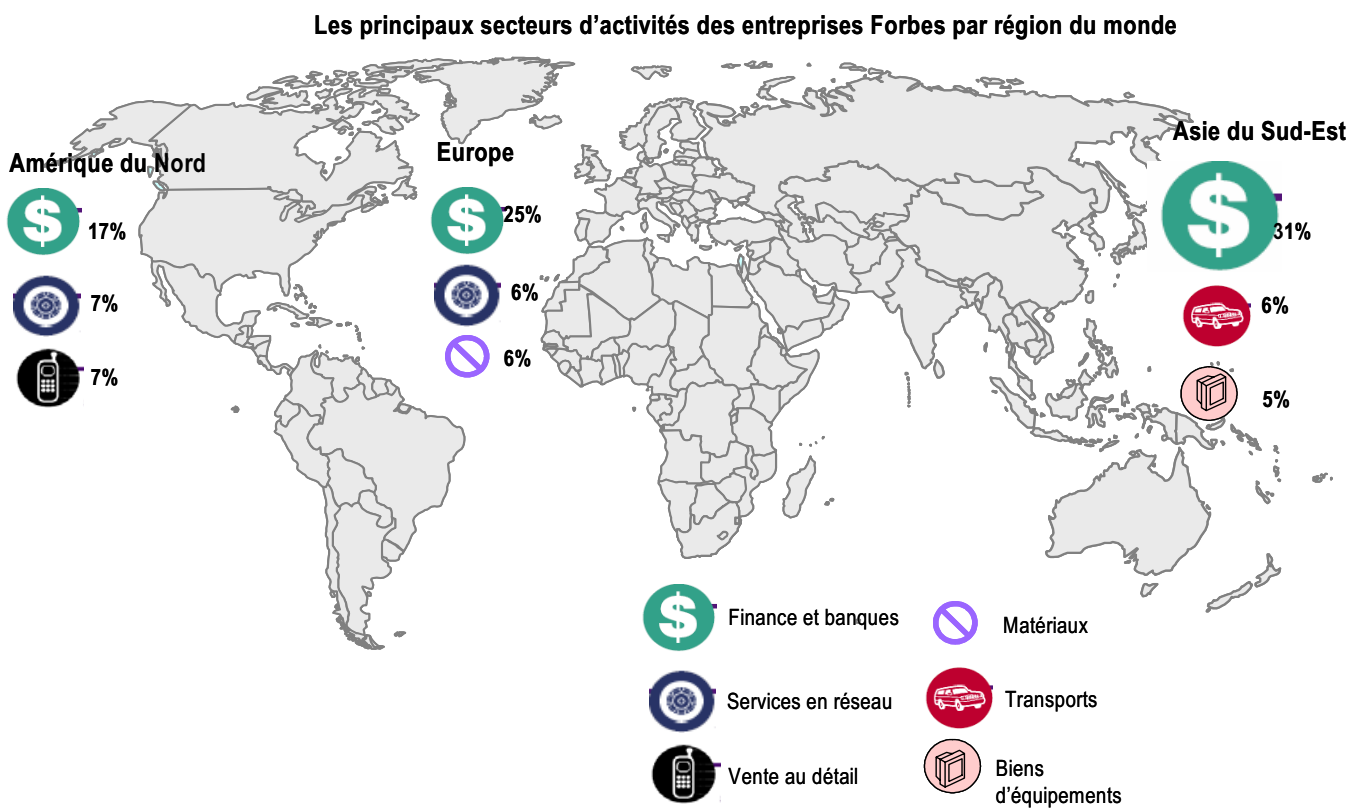 Les principaux secteurs d’activités des entreprises Forbes par région du monde
Amérique du Nord
$
17%
7%
7%
Europe
$
25%
6%
6%
Asie du Sud-Est
$
31%
6%
5%
$
Finance et banques
Services en réseau
Vente au détail
Matériaux
Transports
Biens
d’équipements